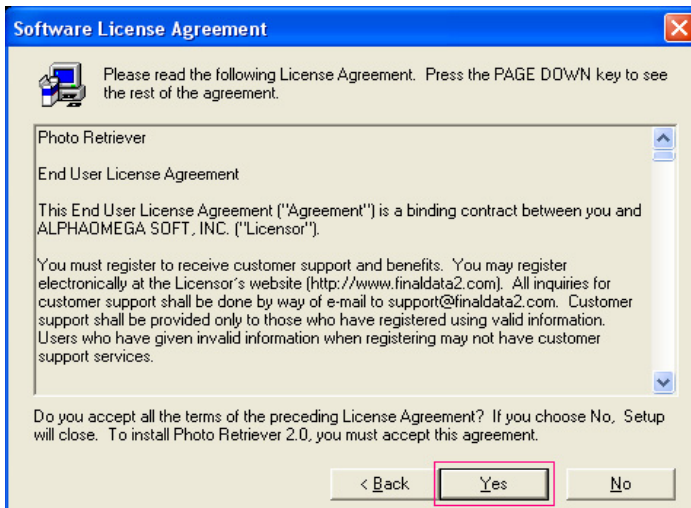 Software License Agreement
Please read the following License Agreement. Press the PAGE DOWN key to see
the rest of the agreement.
Photo Retriever
End User License Agreement
This End User License Agreement ("Agreement") is a binding contract between you and
ALPHAOMEGA SOFT, INC. ("Licensor").
You must register to receive customer support and benefits. You may register
electronically at the Licensor's website (http://www.finaldata2.com). All inquiries for
customer support shall be done by way of e-mail to support@finaldata2.com. Customer
support shall be provided only to those who have registered using valid information.
Users who have given invalid information when registering may not have customer
support services.
Do you accept all the terms of the preceding License Agreement? If you choose No, Setup
will close. To install Photo Retriever 2.0, you must accept this agreement.
< Back Yes No